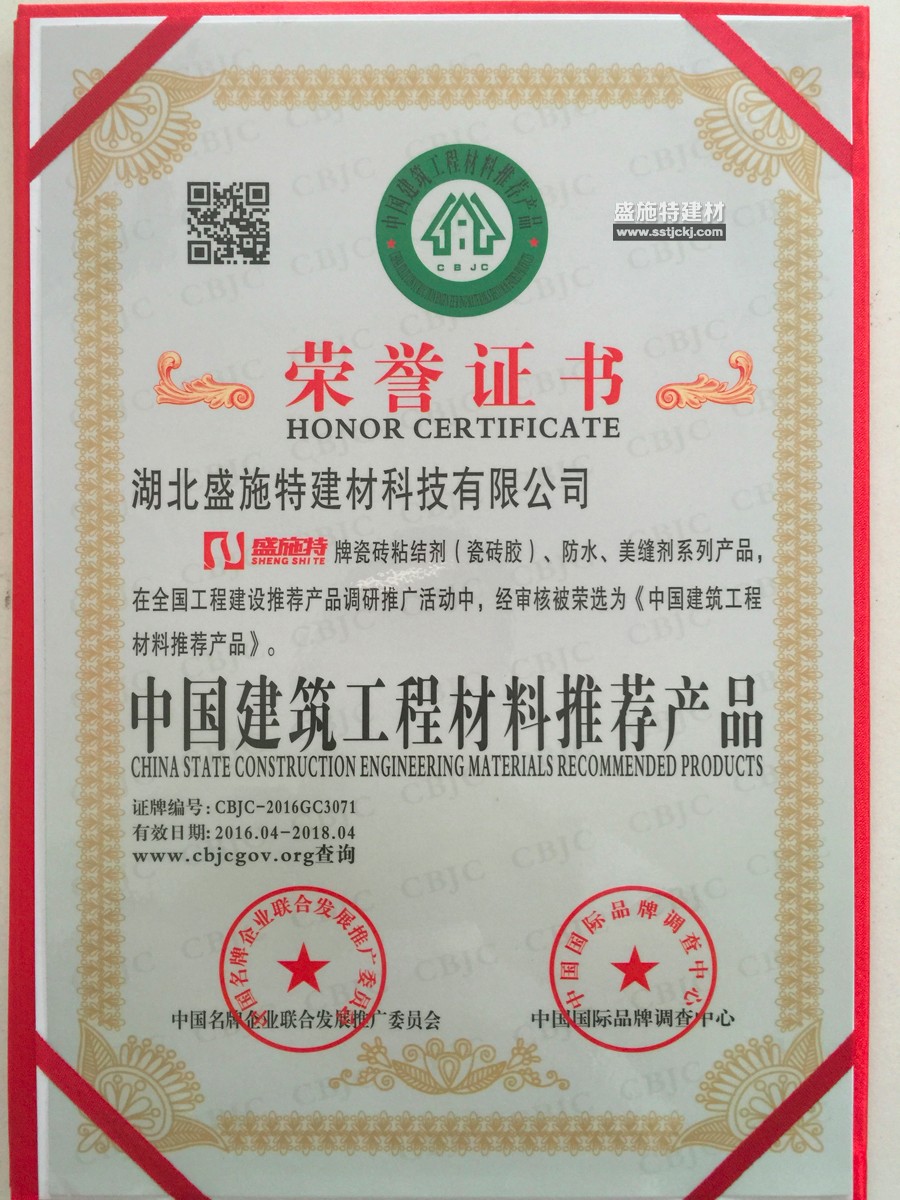 中国建筑工程材料推荐产品
CBJC
盛施特建材
www.sstjckj.com
荣誉证书
HONOR CERTIFICATE
湖北盛施特建材科技有限公司
盛施特 牌瓷砖粘结剂(瓷砖胶)、防水、美缝剂系列产品,
SHENG SHI TE
在全国工程建设推荐产品调研推广活动中,经审核被荣选为《中国建筑工程
材料推荐产品》。
中国建筑工程材料推荐产品
CHINA STATE CONSTRUCTION ENGINEERING MATERIALS RECOMMENDED PRODUCTS
证牌编号:CBJC-2016GC3071
有效日期:2016.04-2018.04
www.cbjcgov.org查询
中国名牌企业联合发展推广委员会
中国国际品牌调查中心
中国名牌企业联合发展推广委员会
中国国际品牌调查中心